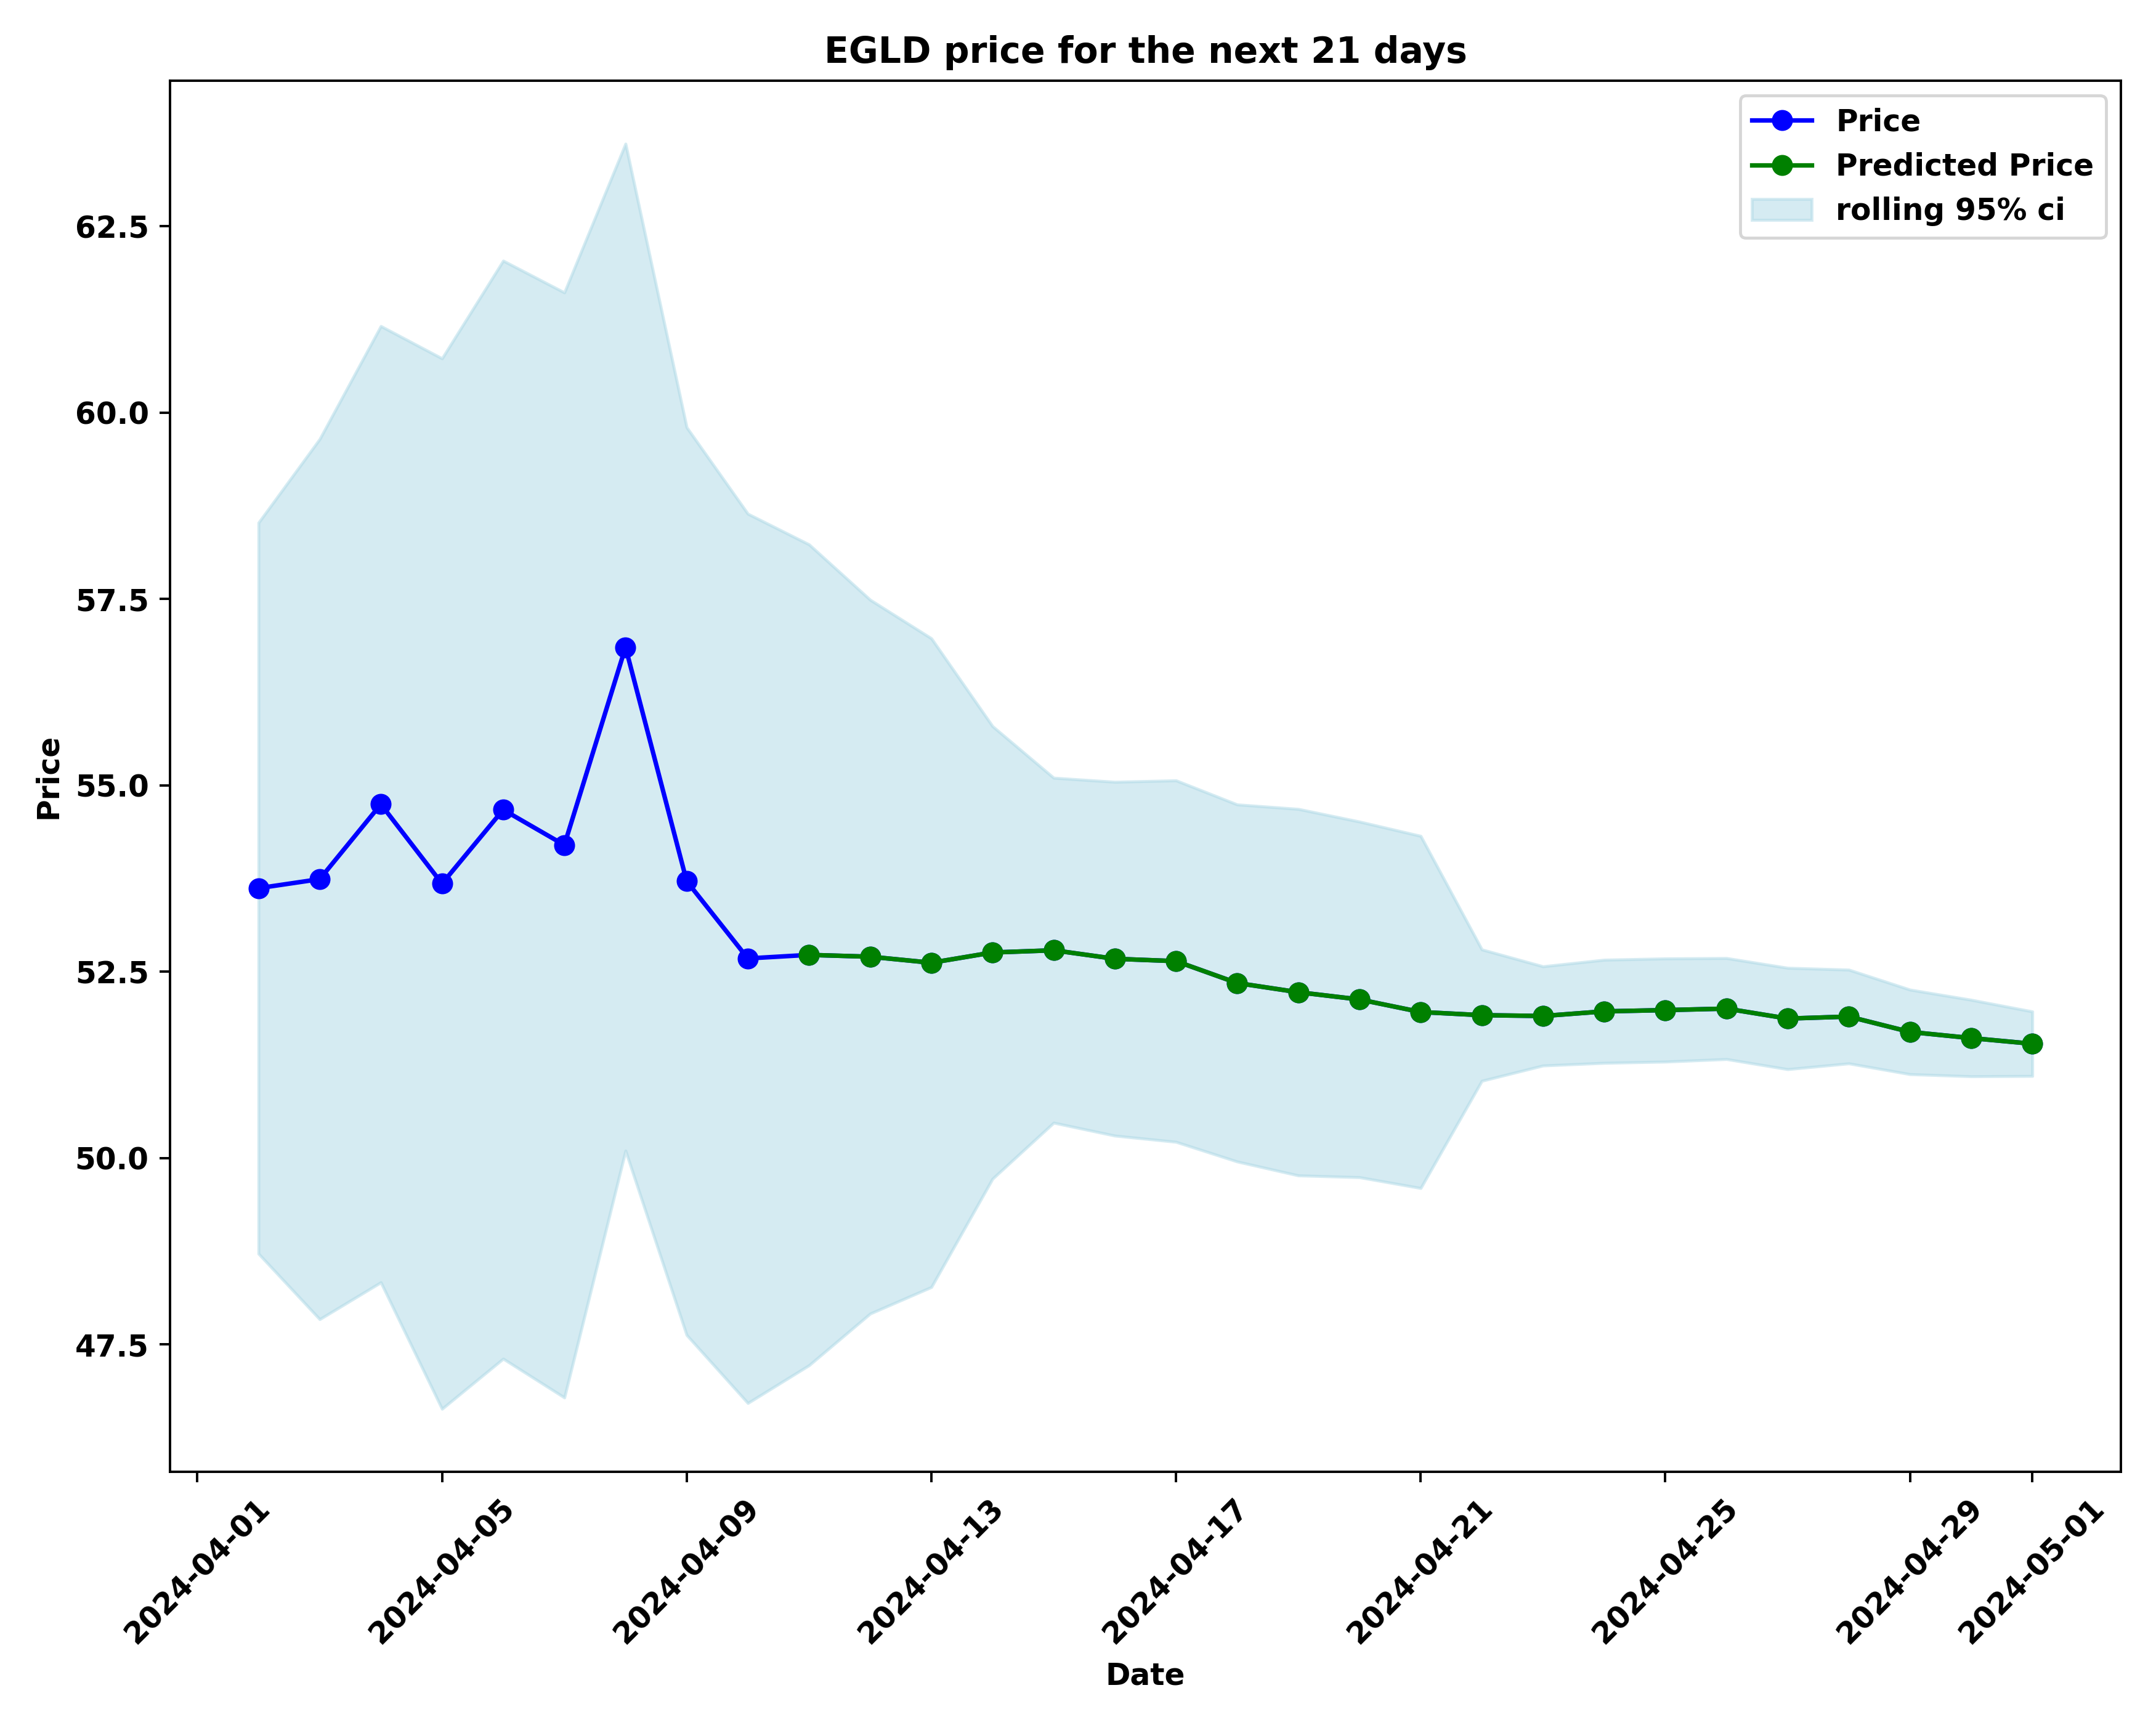 EGLD price for the next 21 days
Price
Predicted Price
rolling 95% ci
62.5
60.0
57.5
55.0
52.5
50.0
47.5
Price
2024-04-01
2024-04-05
2024-04-09
2024-04-13
2024-04-17
2024-04-21
2024-04-25
2024-04-29
2024-05-01
Date